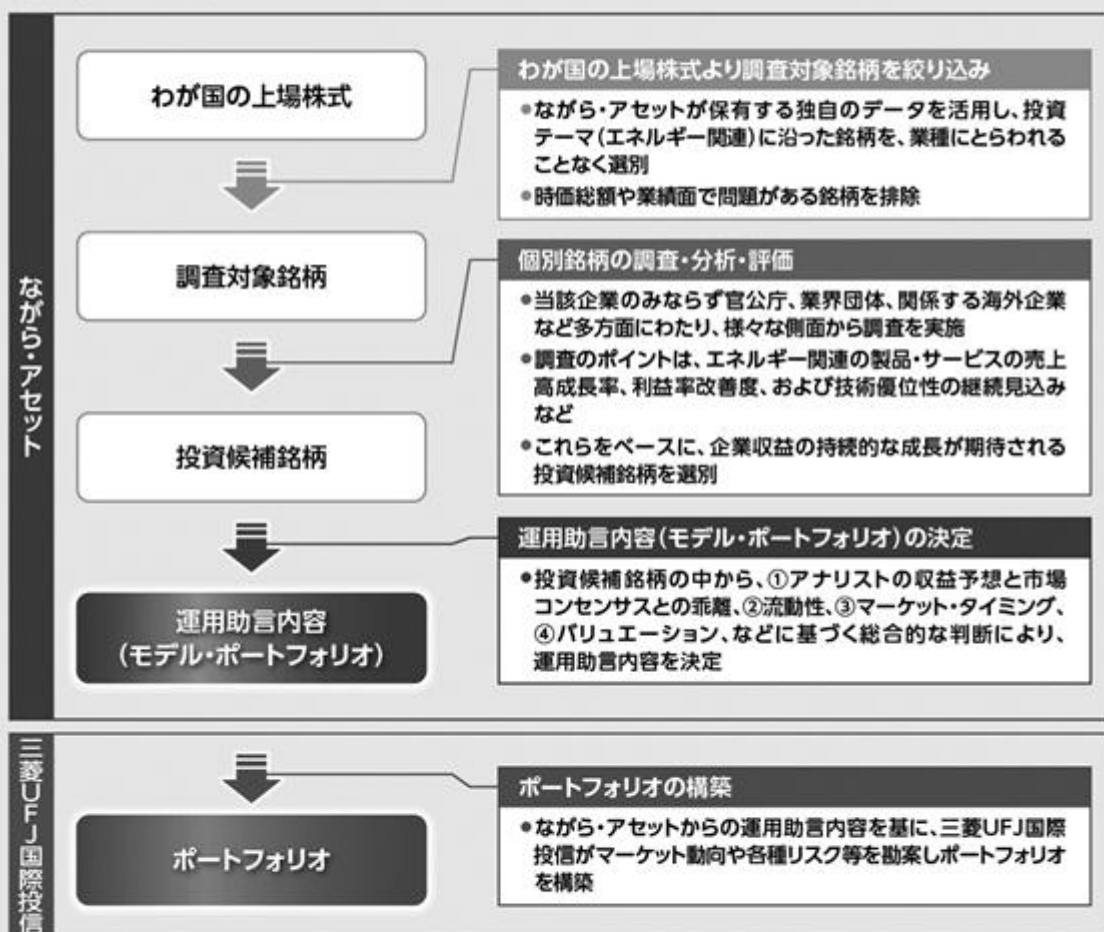 ながら・アセット
わが国の上場株式
わが国の上場株式より調査対象銘柄を絞り込み
●ながら・アセットが保有する独自のデータを活用し、投資
テーマ(エネルギー関連)に沿った銘柄を、業種にとらわれる
ことなく選別
●時価総額や業績面で問題がある銘柄を排除
調査対象銘柄
個別銘柄の調査・分析・評価
●当該企業のみならず官公庁、業界団体、関係する海外企業
など多方面にわたり、様々な側面から調査を実施
●調査のポイントは、エネルギー関連の製品・サービスの売上
高成長率、利益率改善度、および技術優位性の継続見込み
など
●これらをベースに、企業収益の持続的な成長が期待される
投資候補銘柄を選別
投資候補銘柄
運用助言内容(モデル・ポートフォリオ)の決定
●投資候補銘柄の中から、①アナリストの収益予想と市場
コンセンサスとの乖離、②流動性、③マーケット・タイミング、
④バリュエーション、などに基づく総合的な判断により、
運用助言内容を決定
運用助言内容
(モデル・ポートフォリオ)
三菱UFJ国際投信
ポートフォリオの構築
●ながら・アセットからの運用助言内容を基に、三菱UFJ国際
投信がマーケット動向や各種リスク等を勘案しポートフォリオ
を構築
ポートフォリオ